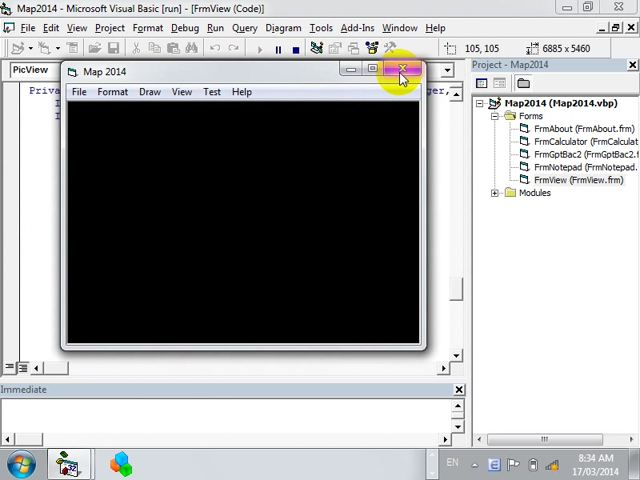 Map2014 - Microsoft Visual Basic [run] - [FrmView (Code)]
File Edit View Project Format Debug Run Query Diagram Tools Add-Ins Window Help
105, 105 6885 x 5460
PicView
Map 2014
File Format Draw View Test Help
Project - Map2014
Map2014 (Map2014.vbp)
Forms
FrmAbout (FrmAbout.frm)
FrmCalculator (FrmCalculat
FrmGptBac2 (FrmGptBac2.f
FrmNotepad (FrmNotepad.
FrmView (FrmView.frm)
Modules
Immediate
EN
8:34 AM
17/03/2014